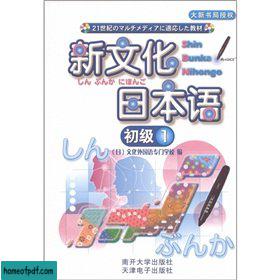 大新书局授权
21世紀のマルチメディアに適応した教材
新文化
しん ぶんか にほんご
Shin
Bunka
Nihongo
日本语
初级 1
[日] 文化外国语专门学校 编
しん
ぶんか
南开大学出版社
天津电子出版社
homeofpdf.com
homeofpdf.com